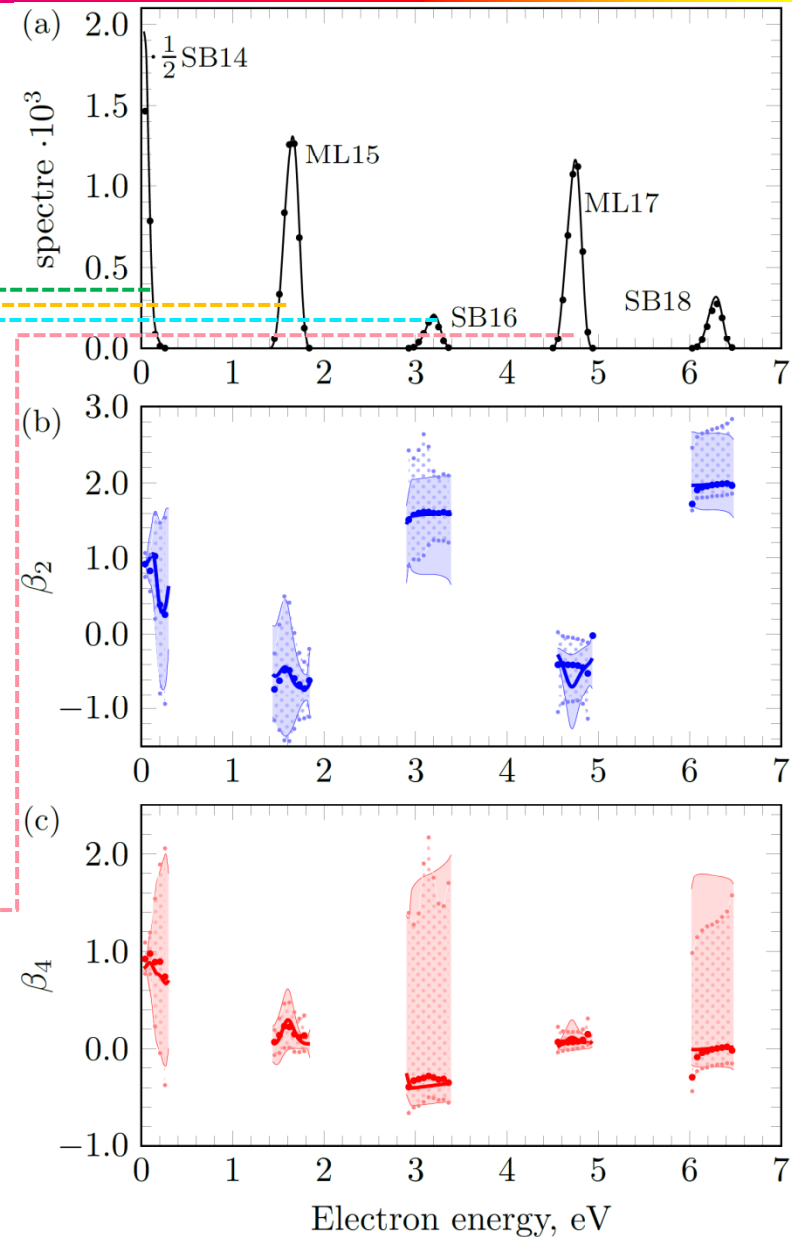 (a)
spectre ·10³
2.0
1.5
1.0
0.5
0.0
· 1/2 SB14
ML15
SB16
ML17
SB18
0 1 2 3 4 5 6 7
(b)
β₂
3.0
2.0
1.0
0.0
−1.0
0 1 2 3 4 5 6 7
(c)
β₄
2.0
1.0
0.0
−1.0
0 1 2 3 4 5 6 7
Electron energy, eV